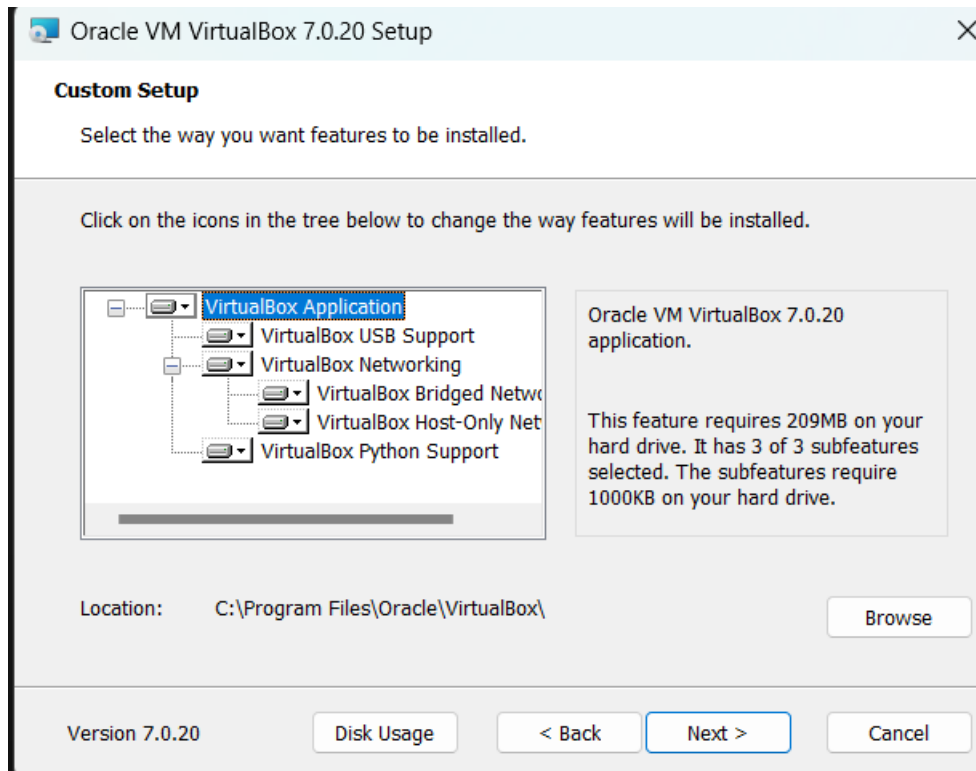 Oracle VM VirtualBox 7.0.20 Setup
Custom Setup
Select the way you want features to be installed.
Click on the icons in the tree below to change the way features will be installed.
VirtualBox Application
VirtualBox USB Support
VirtualBox Networking
VirtualBox Bridged
VirtualBox Host-Only
VirtualBox Python Support
Oracle VM VirtualBox 7.0.20
application.
This feature requires 209MB on your
hard drive. It has 3 of 3 subfeatures
selected. The subfeatures require
1000KB on your hard drive.
Location: C:\Program Files\Oracle\VirtualBox\
Browse
Version 7.0.20
Disk Usage
< Back
Next >
Cancel